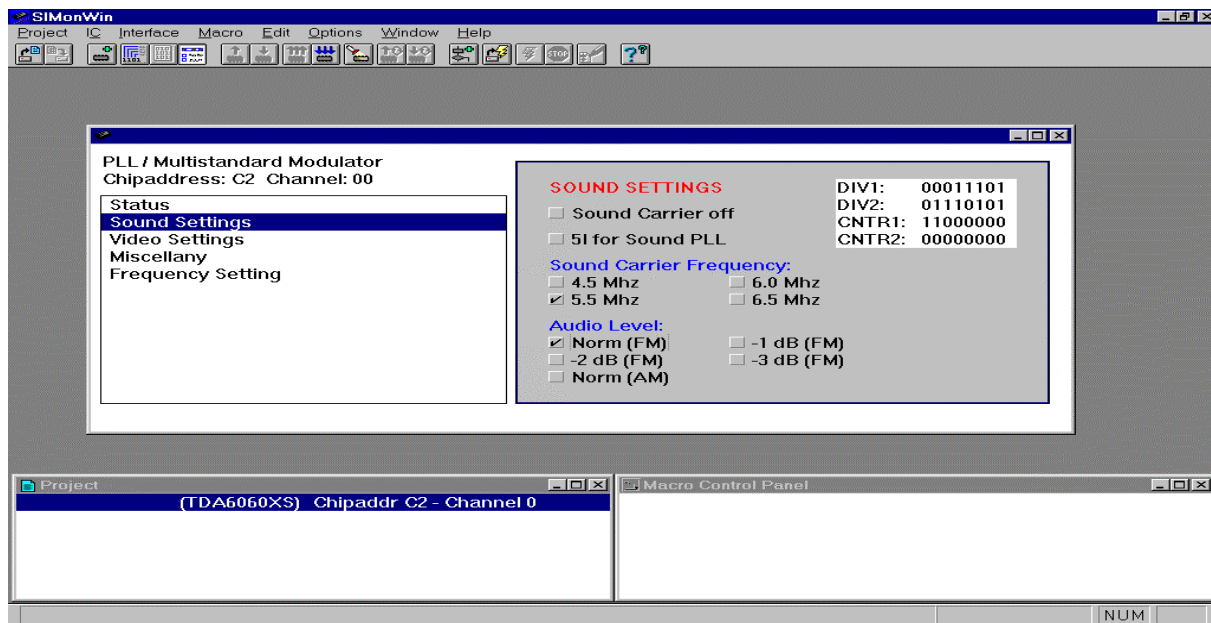 SIMonWin
Project IC Interface Macro Edit Options Window Help
PLL / Multistandard Modulator
Chipaddress: C2 Channel: 00
Status
Sound Settings
Video Settings
Miscellany
Frequency Setting
SOUND SETTINGS
Sound Carrier off
5I for Sound PLL
DIV1: 00011101
DIV2: 01110101
CNTR1: 11000000
CNTR2: 00000000
Sound Carrier Frequency:
4.5 Mhz 6.0 Mhz
5.5 Mhz 6.5 Mhz
Audio Level:
Norm (FM) -1 dB (FM)
-2 dB (FM) -3 dB (FM)
Norm (AM)
Project
(TDA6060XS) Chipaddr C2 - Channel 0
Macro Control Panel
NUM